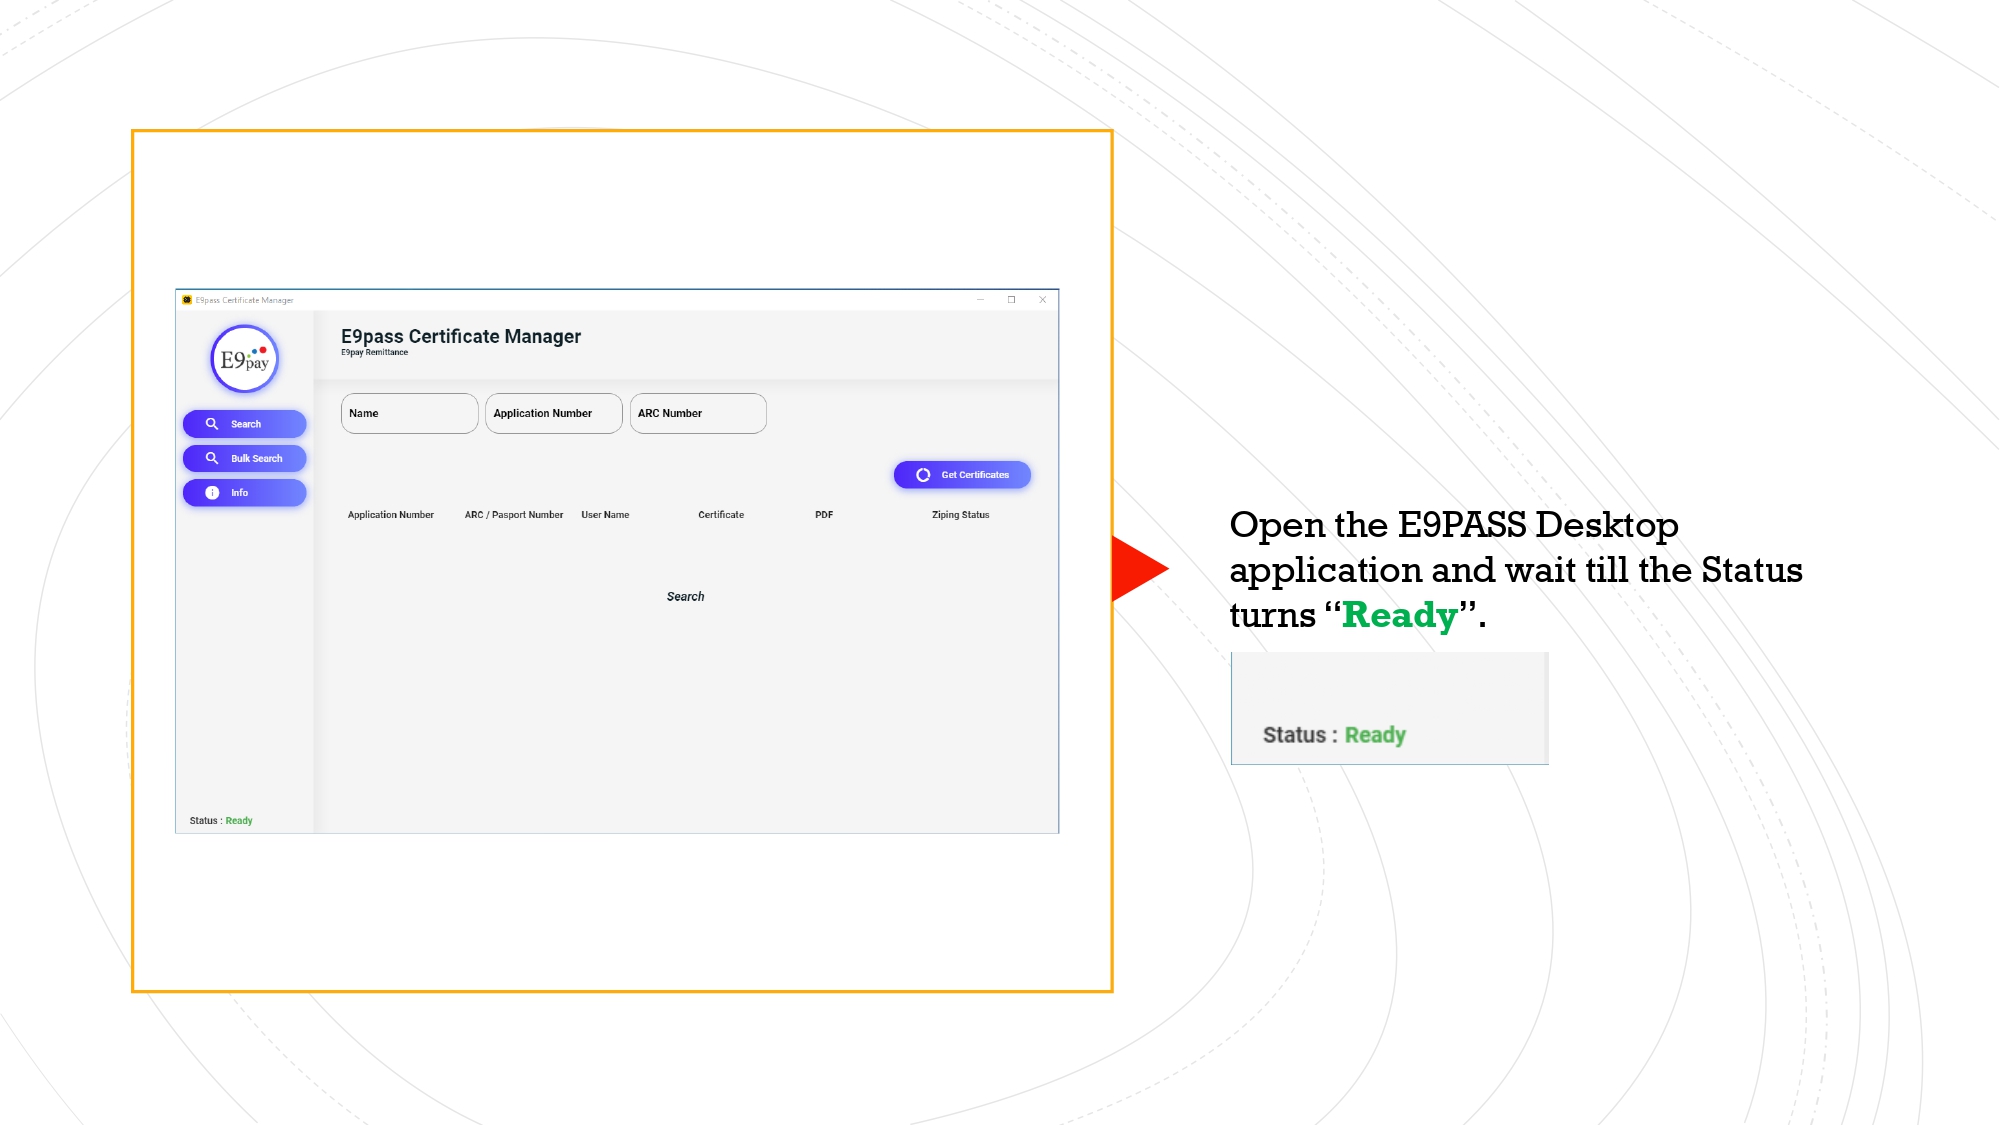 E9pass Certificate Manager
E9pay
E9pass Certificate Manager
E9pay Remittance
Search
Bulk Search
Info
Name
Application Number
ARC Number
Get Certificates
Application Number ARC / Pasport Number User Name Certificate PDF Ziping Status
Search
Status : Ready
Open the E9PASS Desktop
application and wait till the Status
turns “Ready”.
Status : Ready